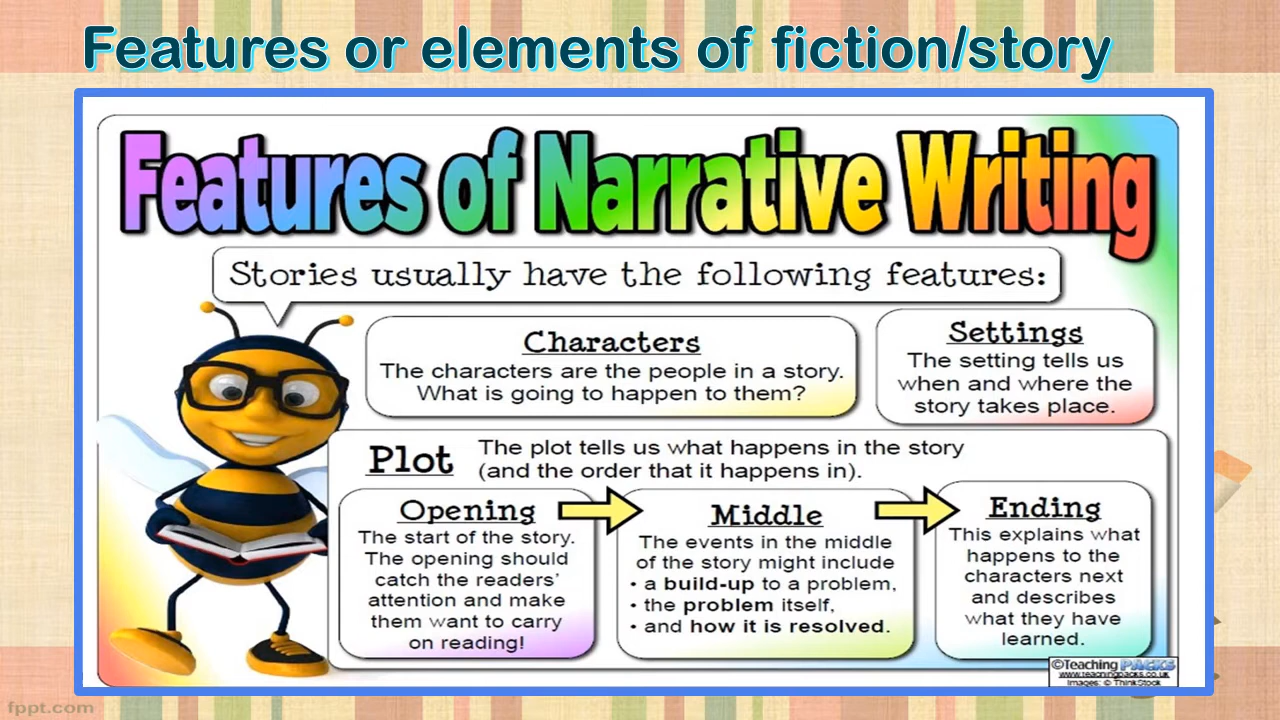 Features or elements of fiction/story
Features of Narrative Writing
Stories usually have the following features:
Characters
The characters are the people in a story.
What is going to happen to them?
Settings
The setting tells us
when and where the
story takes place.
Plot
The plot tells us what happens in the story
(and the order that it happens in).
Opening
The start of the story.
The opening should
catch the readers'
attention and make
them want to carry
on reading!
Middle
The events in the middle
of the story might include
• a build-up to a problem,
• the problem itself,
• and how it is resolved.
Ending
This explains what
happens to the
characters next
and describes
what they have
learned.
©Teaching PACKS
www.teachingpacks.co.uk
Images: © ThinkStock
fppt.com